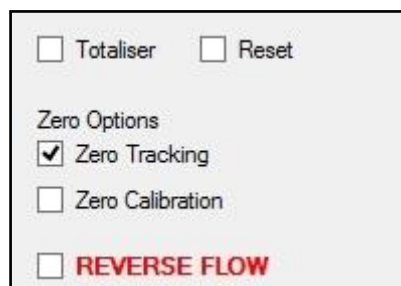 Totaliser Reset
Zero Options
Zero Tracking
Zero Calibration
REVERSE FLOW